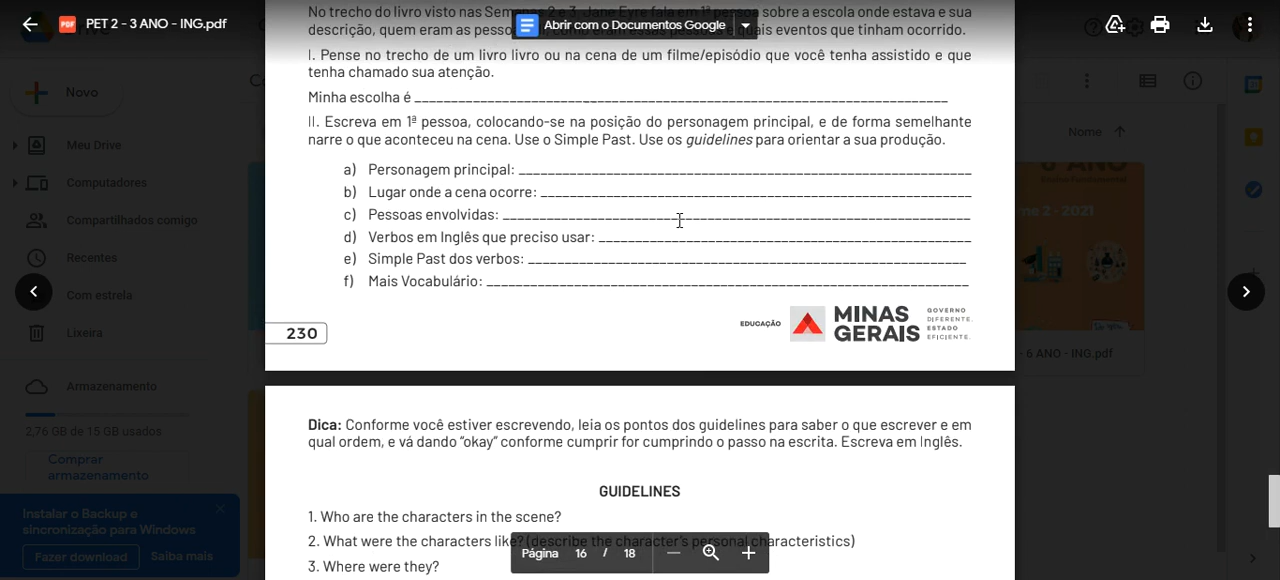 PDF PET 2 - 3 ANO - ING.pdf
Abrir com o Documentos Google
No trecho do livro visto nas Semanas 2 e 3, Jane Eyre fala em 1ª pessoa sobre a escola onde estava e sua
descrição, quem eram as quais eventos que tinham ocorrido.
I. Pense no trecho de um livro livro ou na cena de um filme/episódio que você tenha assistido e que
tenha chamado sua atenção.
Minha escolha é
II. Escreva em 1ª pessoa, colocando-se na posição do personagem principal, e de forma semelhante
narre o que aconteceu na cena. Use o Simple Past. Use os guidelines para orientar a sua produção.
a) Personagem principal:
b) Lugar onde a cena ocorre:
c) Pessoas envolvidas:
d) Verbos em Inglês que preciso usar:
e) Simple Past dos verbos:
f) Mais Vocabulário:
230
EDUCAÇÃO
MINAS
GERAIS
GOVERNO
DIFERENTE.
ESTADO
EFICIENTE.
Dica: Conforme você estiver escrevendo, leia os pontos dos guidelines para saber o que escrever e em
qual ordem, e vá dando “okay” conforme cumprir for cumprindo o passo na escrita. Escreva em Inglês.
GUIDELINES
1. Who are the characters in the scene?
2. What were the characters like? (describe the character's personal characteristics)
3. Where were they?
Página 16 / 18
Novo
Meu Drive
Computadores
Compartilhados comigo
Recentes
Com estrela
Lixeira
Armazenamento
2,76 GB de 15 GB usados
Comprar
armazenamento
Instalar o Backup e
sincronização para Windows
Fazer download
Saiba mais
Nome
2 - 2021
6 ANO - ING.pdf